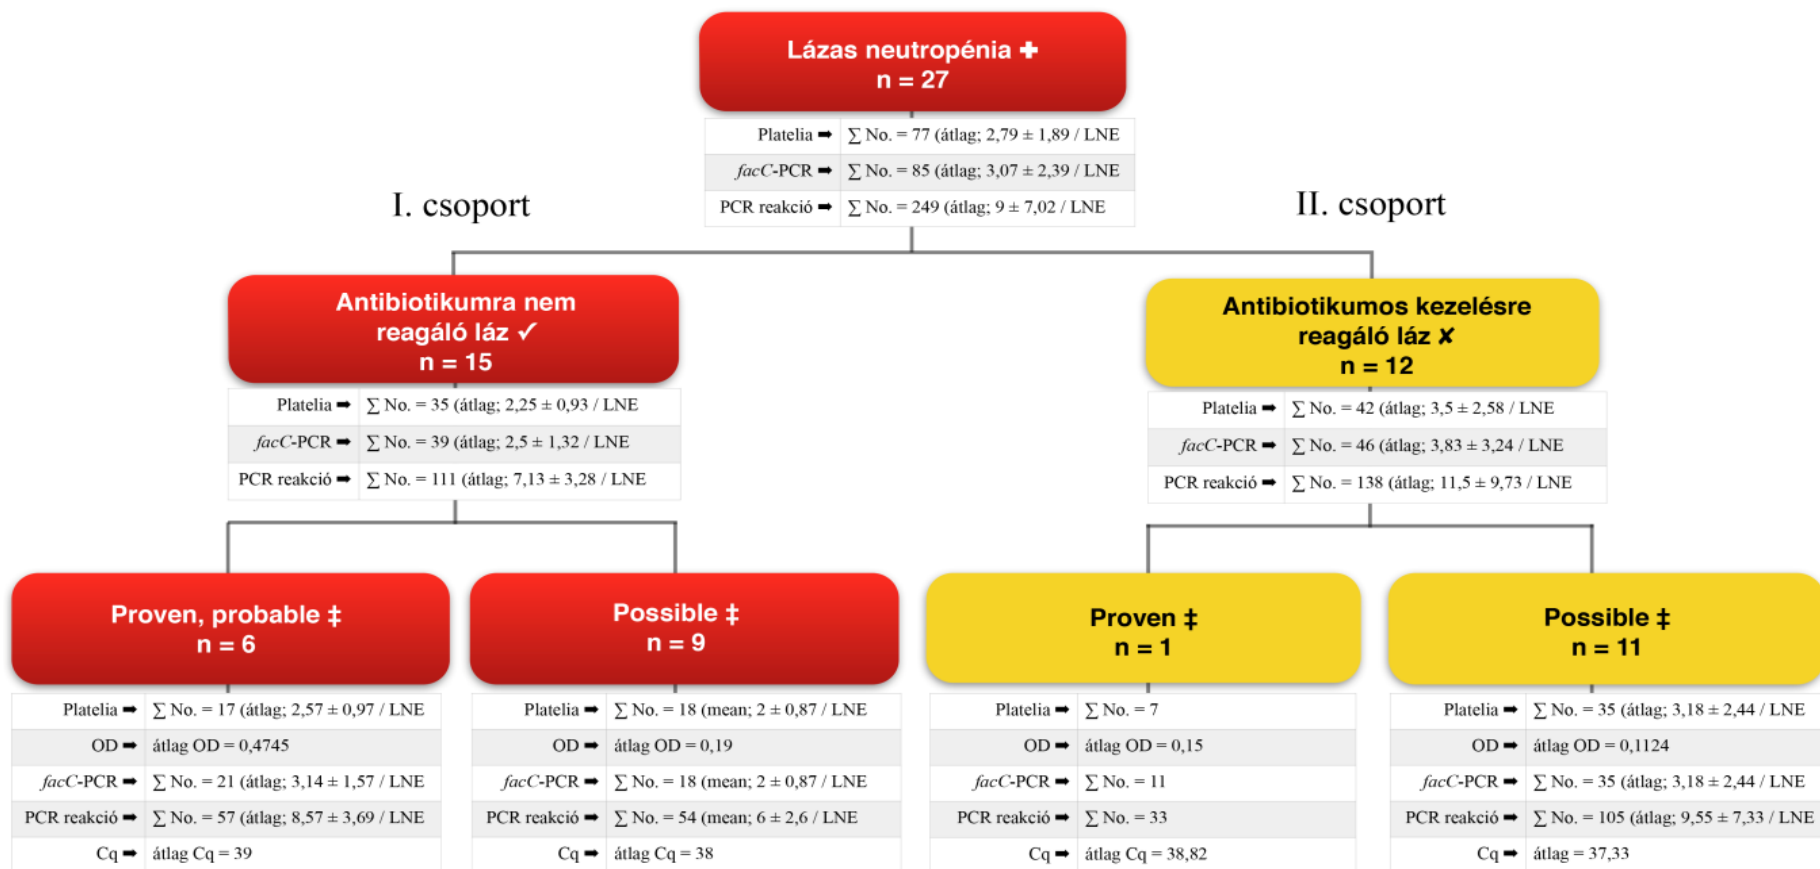 Lázas neutropénia ✚
n = 27
Platelia ➡ ∑ No. = 77 (átlag; 2,79 ± 1,89 / LNE
facC-PCR ➡ ∑ No. = 85 (átlag; 3,07 ± 2,39 / LNE
PCR reakció ➡ ∑ No. = 249 (átlag; 9 ± 7,02 / LNE
I. csoport
II. csoport
Antibiotikumra nem
reagáló láz ✓
n = 15
Platelia ➡ ∑ No. = 35 (átlag; 2,25 ± 0,93 / LNE
facC-PCR ➡ ∑ No. = 39 (átlag; 2,5 ± 1,32 / LNE
PCR reakció ➡ ∑ No. = 111 (átlag; 7,13 ± 3,28 / LNE
Antibiotikumos kezelésre
reagáló láz ✘
n = 12
Platelia ➡ ∑ No. = 42 (átlag; 3,5 ± 2,58 / LNE
facC-PCR ➡ ∑ No. = 46 (átlag; 3,83 ± 3,24 / LNE
PCR reakció ➡ ∑ No. = 138 (átlag; 11,5 ± 9,73 / LNE
Proven, probable ‡
n = 6
Platelia ➡ ∑ No. = 17 (átlag; 2,57 ± 0,97 / LNE
OD ➡ átlag OD = 0,4745
facC-PCR ➡ ∑ No. = 21 (átlag; 3,14 ± 1,57 / LNE
PCR reakció ➡ ∑ No. = 57 (átlag; 8,57 ± 3,69 / LNE
Cq ➡ átlag Cq = 39
Possible ‡
n = 9
Platelia ➡ ∑ No. = 18 (mean; 2 ± 0,87 / LNE
OD ➡ átlag OD = 0,19
facC-PCR ➡ ∑ No. = 18 (mean; 2 ± 0,87 / LNE
PCR reakció ➡ ∑ No. = 54 (mean; 6 ± 2,6 / LNE
Cq ➡ átlag Cq = 38
Proven ‡
n = 1
Platelia ➡ ∑ No. = 7
OD ➡ átlag OD = 0,15
facC-PCR ➡ ∑ No. = 11
PCR reakció ➡ ∑ No. = 33
Cq ➡ átlag Cq = 38,82
Possible ‡
n = 11
Platelia ➡ ∑ No. = 35 (átlag; 3,18 ± 2,44 / LNE
OD ➡ átlag OD = 0,1124
facC-PCR ➡ ∑ No. = 35 (átlag; 3,18 ± 2,44 / LNE
PCR reakció ➡ ∑ No. = 105 (átlag; 9,55 ± 7,33 / LNE
Cq ➡ átlag = 37,33